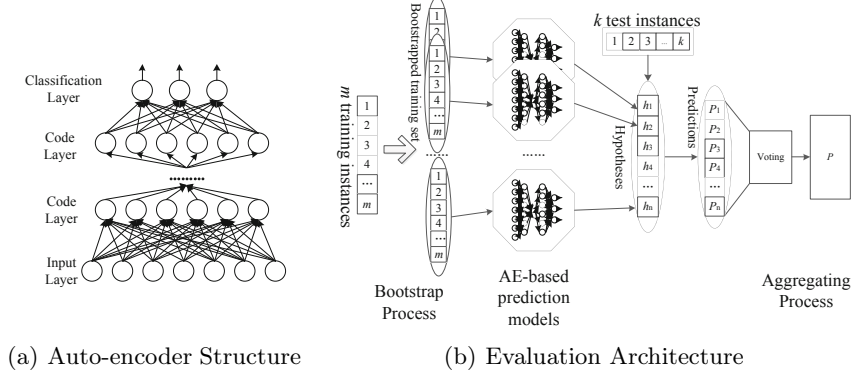 Classification
Layer
Code
Layer
..........
Code
Layer
Input
Layer
(a) Auto-encoder Structure
m training instances
1
2
3
4
...
m
Bootstrapped training set
1
2
1
2
3
4
...
m
......
1
2
3
4
...
m
Bootstrap
Process
......
AE-based
prediction
models
k test instances
1 2 3 ... k
Hypotheses
h1
h2
h3
h4
...
hn
Predictions
P1
P2
P3
P4
...
Pn
Voting
P
Aggregating
Process
(b) Evaluation Architecture